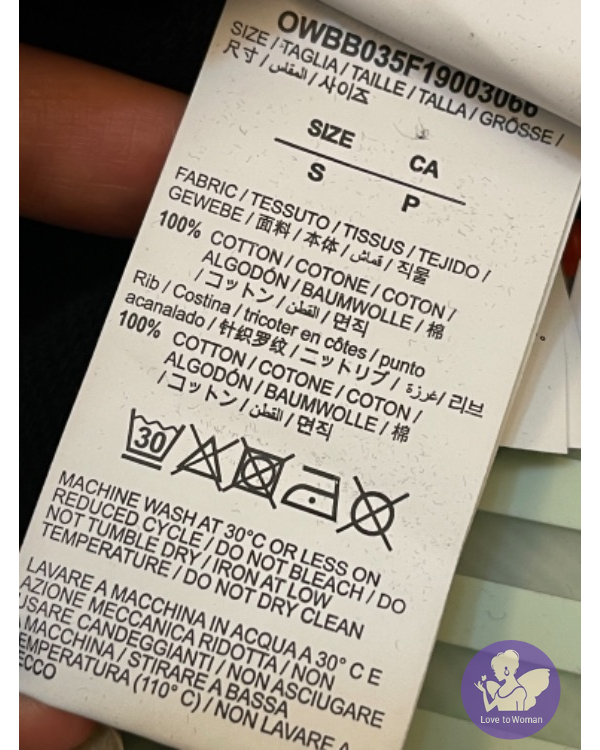 OWBB035F19003066
SIZE / TAGLIA / TAILLE / TALLA / GRÖSSE /
尺寸 / المقاس / 사이즈
SIZE CA
S P
FABRIC / TESSUTO / TISSUS / TEJIDO /
GEWEBE / 面料 / 本体 / قماش / 직물
100% COTTON / COTONE / COTON /
ALGODÓN / BAUMWOLLE / 棉
/ コットン / القطن / 면직
Rib / Costina / tricoter en côtes / punto
acanalado / 针织罗纹 / ニットリブ / غرزة / 리브
100% COTTON / COTONE / COTON /
ALGODÓN / BAUMWOLLE / 棉
/ コットン / القطن / 면직
30
MACHINE WASH AT 30°C OR LESS ON
REDUCED CYCLE / DO NOT BLEACH / DO
NOT TUMBLE DRY / IRON AT LOW
TEMPERATURE / DO NOT DRY CLEAN
LAVARE A MACCHINA IN ACQUA A 30° C E
AZIONE MECCANICA RIDOTTA / NON
USARE CANDEGGIANTI / NON ASCIUGARE
MACCHINA / STIRARE A BASSA
EMPERATURA (110° C) / NON LAVARE A
ECCO
Love to Woman